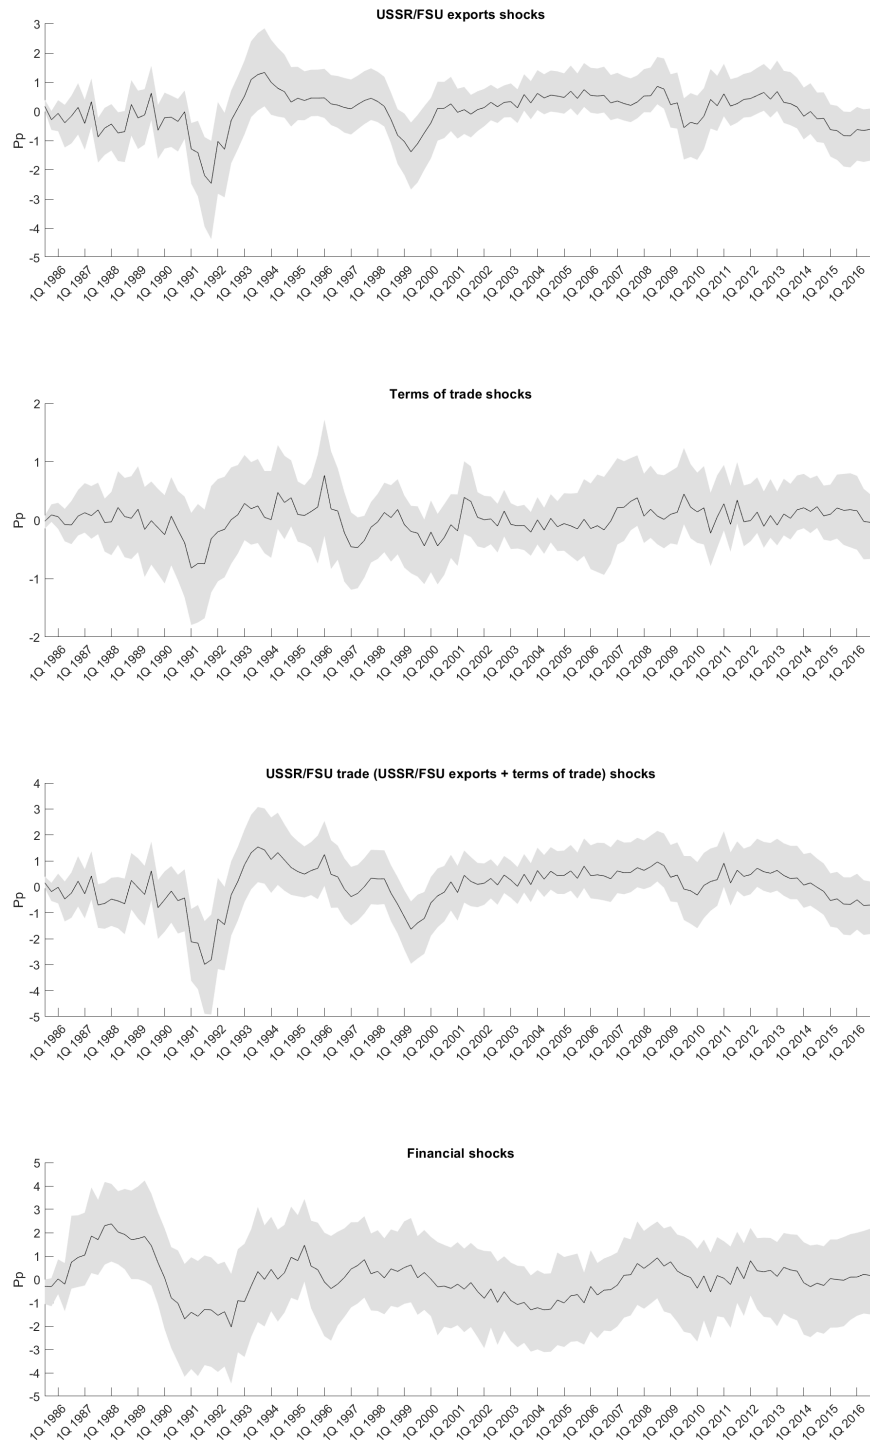 USSR/FSU exports shocks
3
2
1
0
-1
-2
-3
-4
-5
Pp
1Q 1986
1Q 1987
1Q 1988
1Q 1989
1Q 1990
1Q 1991
1Q 1992
1Q 1993
1Q 1994
1Q 1995
1Q 1996
1Q 1997
1Q 1998
1Q 1999
1Q 2000
1Q 2001
1Q 2002
1Q 2003
1Q 2004
1Q 2005
1Q 2006
1Q 2007
1Q 2008
1Q 2009
1Q 2010
1Q 2011
1Q 2012
1Q 2013
1Q 2014
1Q 2015
1Q 2016
Terms of trade shocks
2
1
0
-1
-2
Pp
1Q 1986
1Q 1987
1Q 1988
1Q 1989
1Q 1990
1Q 1991
1Q 1992
1Q 1993
1Q 1994
1Q 1995
1Q 1996
1Q 1997
1Q 1998
1Q 1999
1Q 2000
1Q 2001
1Q 2002
1Q 2003
1Q 2004
1Q 2005
1Q 2006
1Q 2007
1Q 2008
1Q 2009
1Q 2010
1Q 2011
1Q 2012
1Q 2013
1Q 2014
1Q 2015
1Q 2016
USSR/FSU trade (USSR/FSU exports + terms of trade) shocks
4
3
2
1
0
-1
-2
-3
-4
-5
Pp
1Q 1986
1Q 1987
1Q 1988
1Q 1989
1Q 1990
1Q 1991
1Q 1992
1Q 1993
1Q 1994
1Q 1995
1Q 1996
1Q 1997
1Q 1998
1Q 1999
1Q 2000
1Q 2001
1Q 2002
1Q 2003
1Q 2004
1Q 2005
1Q 2006
1Q 2007
1Q 2008
1Q 2009
1Q 2010
1Q 2011
1Q 2012
1Q 2013
1Q 2014
1Q 2015
1Q 2016
Financial shocks
5
4
3
2
1
0
-1
-2
-3
-4
-5
Pp
1Q 1986
1Q 1987
1Q 1988
1Q 1989
1Q 1990
1Q 1991
1Q 1992
1Q 1993
1Q 1994
1Q 1995
1Q 1996
1Q 1997
1Q 1998
1Q 1999
1Q 2000
1Q 2001
1Q 2002
1Q 2003
1Q 2004
1Q 2005
1Q 2006
1Q 2007
1Q 2008
1Q 2009
1Q 2010
1Q 2011
1Q 2012
1Q 2013
1Q 2014
1Q 2015
1Q 2016